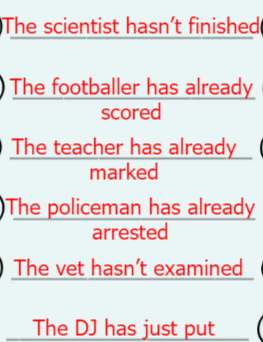 The scientist hasn't finished
The footballer has already
scored
The teacher has already
marked
The policeman has already
arrested
The vet hasn't examined
The DJ has just put